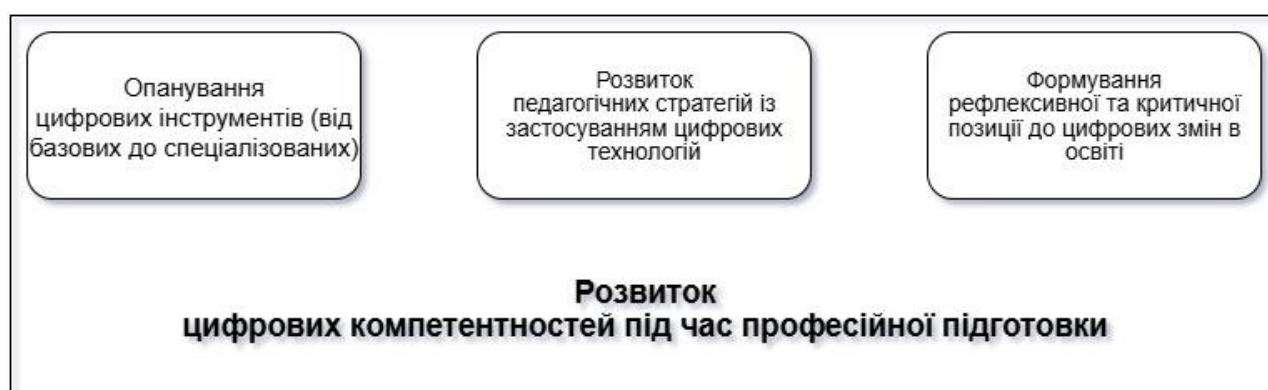 Опанування
цифрових інструментів (від
базових до спеціалізованих)
Розвиток
педагогічних стратегій із
застосуванням цифрових
технологій
Формування
рефлексивної та критичної
позиції до цифрових змін в
освіті
Розвиток
цифрових компетентностей під час професійної підготовки